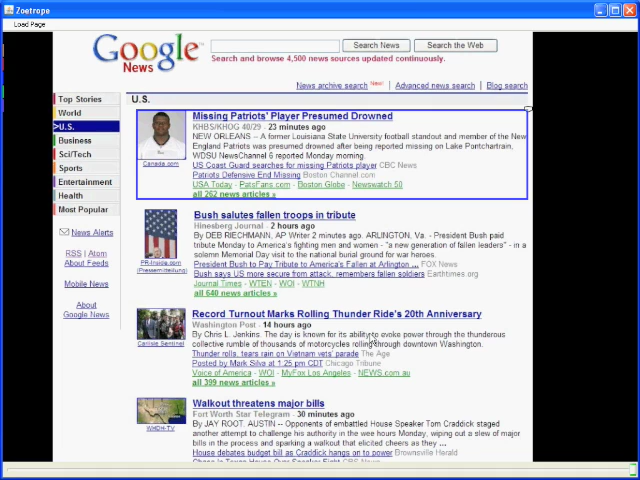 Zoetrope
Load Page
Google
News
Search News
Search the Web
Search and browse 4,500 news sources updated continuously.
News archive search New! | Advanced news search | Blog search
Top Stories
World
>U.S.
Business
Sci/Tech
Sports
Entertainment
Health
Most Popular
News Alerts
RSS | Atom
About Feeds
Mobile News
About
Google News
U.S.
Canada.com
Missing Patriots' Player Presumed Drowned
KHBS/KHOG 40/29 - 23 minutes ago
NEW ORLEANS -- A former Louisiana State University football standout and member of the New
England Patriots was presumed drowned after being reported missing on Lake Pontchartrain,
WDSU NewsChannel 6 reported Monday morning.
US Coast Guard searches for missing Patriots player CBC News
Patriots Defensive End Missing Boston Channel.com
USA Today - PatsFans.com - Boston Globe - Newswatch 50
all 262 news articles »
PR-Inside.com
(Pressemitteilung)
Bush salutes fallen troops in tribute
Hinesberg Journal - 2 hours ago
By DEB RIECHMANN, AP Writer 2 minutes ago. ARLINGTON, Va. - President Bush paid
tribute Monday to America's fighting men and women - "a new generation of fallen leaders" - in a
solemn Memorial Day visit to the national burial ground for war heroes.
President Bush to Pay Tribute to America's Fallen at Arlington ... FOX News
Bush says US more secure from attack, remembers fallen soldiers Earthtimes.org
Journal Times - WTEN - WOI - WTNH
all 640 news articles »
Carlisle Sentinel
Record Turnout Marks Rolling Thunder Ride's 20th Anniversary
Washington Post - 14 hours ago
By Chris L. Jenkins. The day is known for its ability to evoke power through the thunderous
collective rumble of thousands of motorcycles rolling through downtown Washington.
Thunder rolls, tears rain on Vietnam vets' parade The Age
Posted by Mark Silva at 1:25 pm CDT Chicago Tribune
Voice of America - WOI - MyFox Los Angeles - NEWS.com.au
all 399 news articles »
WHDH-TV
Walkout threatens major bills
Fort Worth Star Telegram - 30 minutes ago
By JAY ROOT. AUSTIN -- Opponents of embattled House Speaker Tom Craddick staged
another attempt to challenge his authority in the wee hours Monday, wiping out a slew of major
bills in the process and sparking a walkout that elicited cheers as they ...
House debates budget bill as Craddick hangs on to power Brownsville Herald